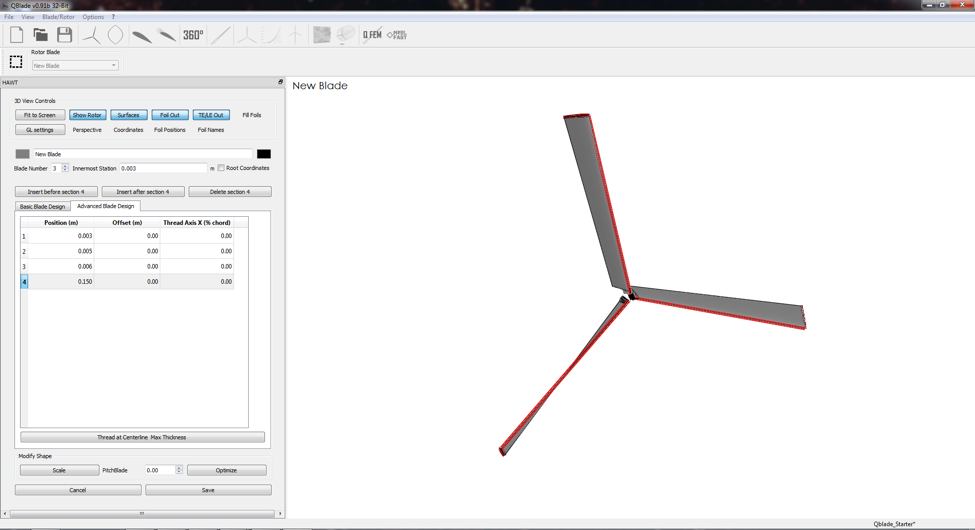 QBlade v0.91b 32-Bit
File View Blade/Rotor Options ?
360° QFEM
Rotor Blade
New Blade
HAWT
New Blade
3D View Controls
Fit to Screen Show Rotor Surfaces Foil Out TE/LE Out Fill Foils
GL settings Perspective Coordinates Foil Positions Foil Names
New Blade
Blade Number 3 Innermost Station 0.003 m Root Coordinates
Insert before section 4 Insert after section 4 Delete section 4
Basic Blade Design Advanced Blade Design
Position (m) Offset (m) Thread Axis X (% chord)
1 0.003 0.00 0.00
2 0.005 0.00 0.00
3 0.006 0.00 0.00
4 0.150 0.00 0.00
Thread at Centerline Max Thickness
Modify Shape
Scale PitchBlade 0.00 Optimize
Cancel Save
Qblade_Starter*